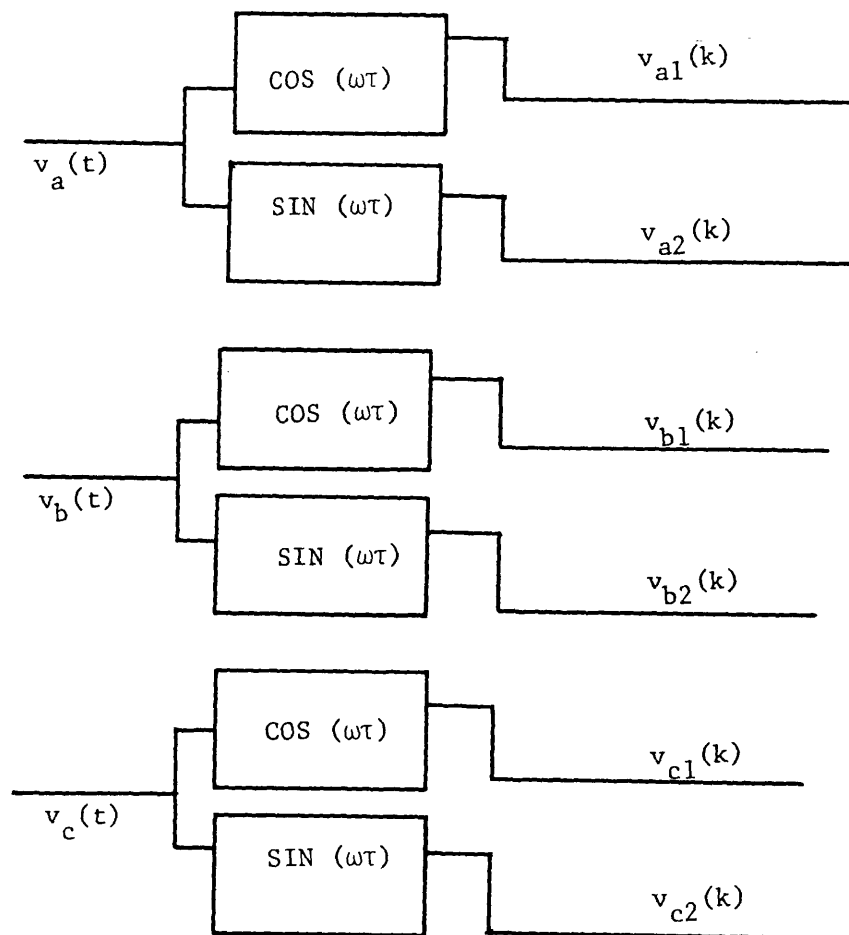 COS (ωτ)
v_a1(k)
v_a(t)
SIN (ωτ)
v_a2(k)
COS (ωτ)
v_b1(k)
v_b(t)
SIN (ωτ)
v_b2(k)
COS (ωτ)
v_c1(k)
v_c(t)
SIN (ωτ)
v_c2(k)